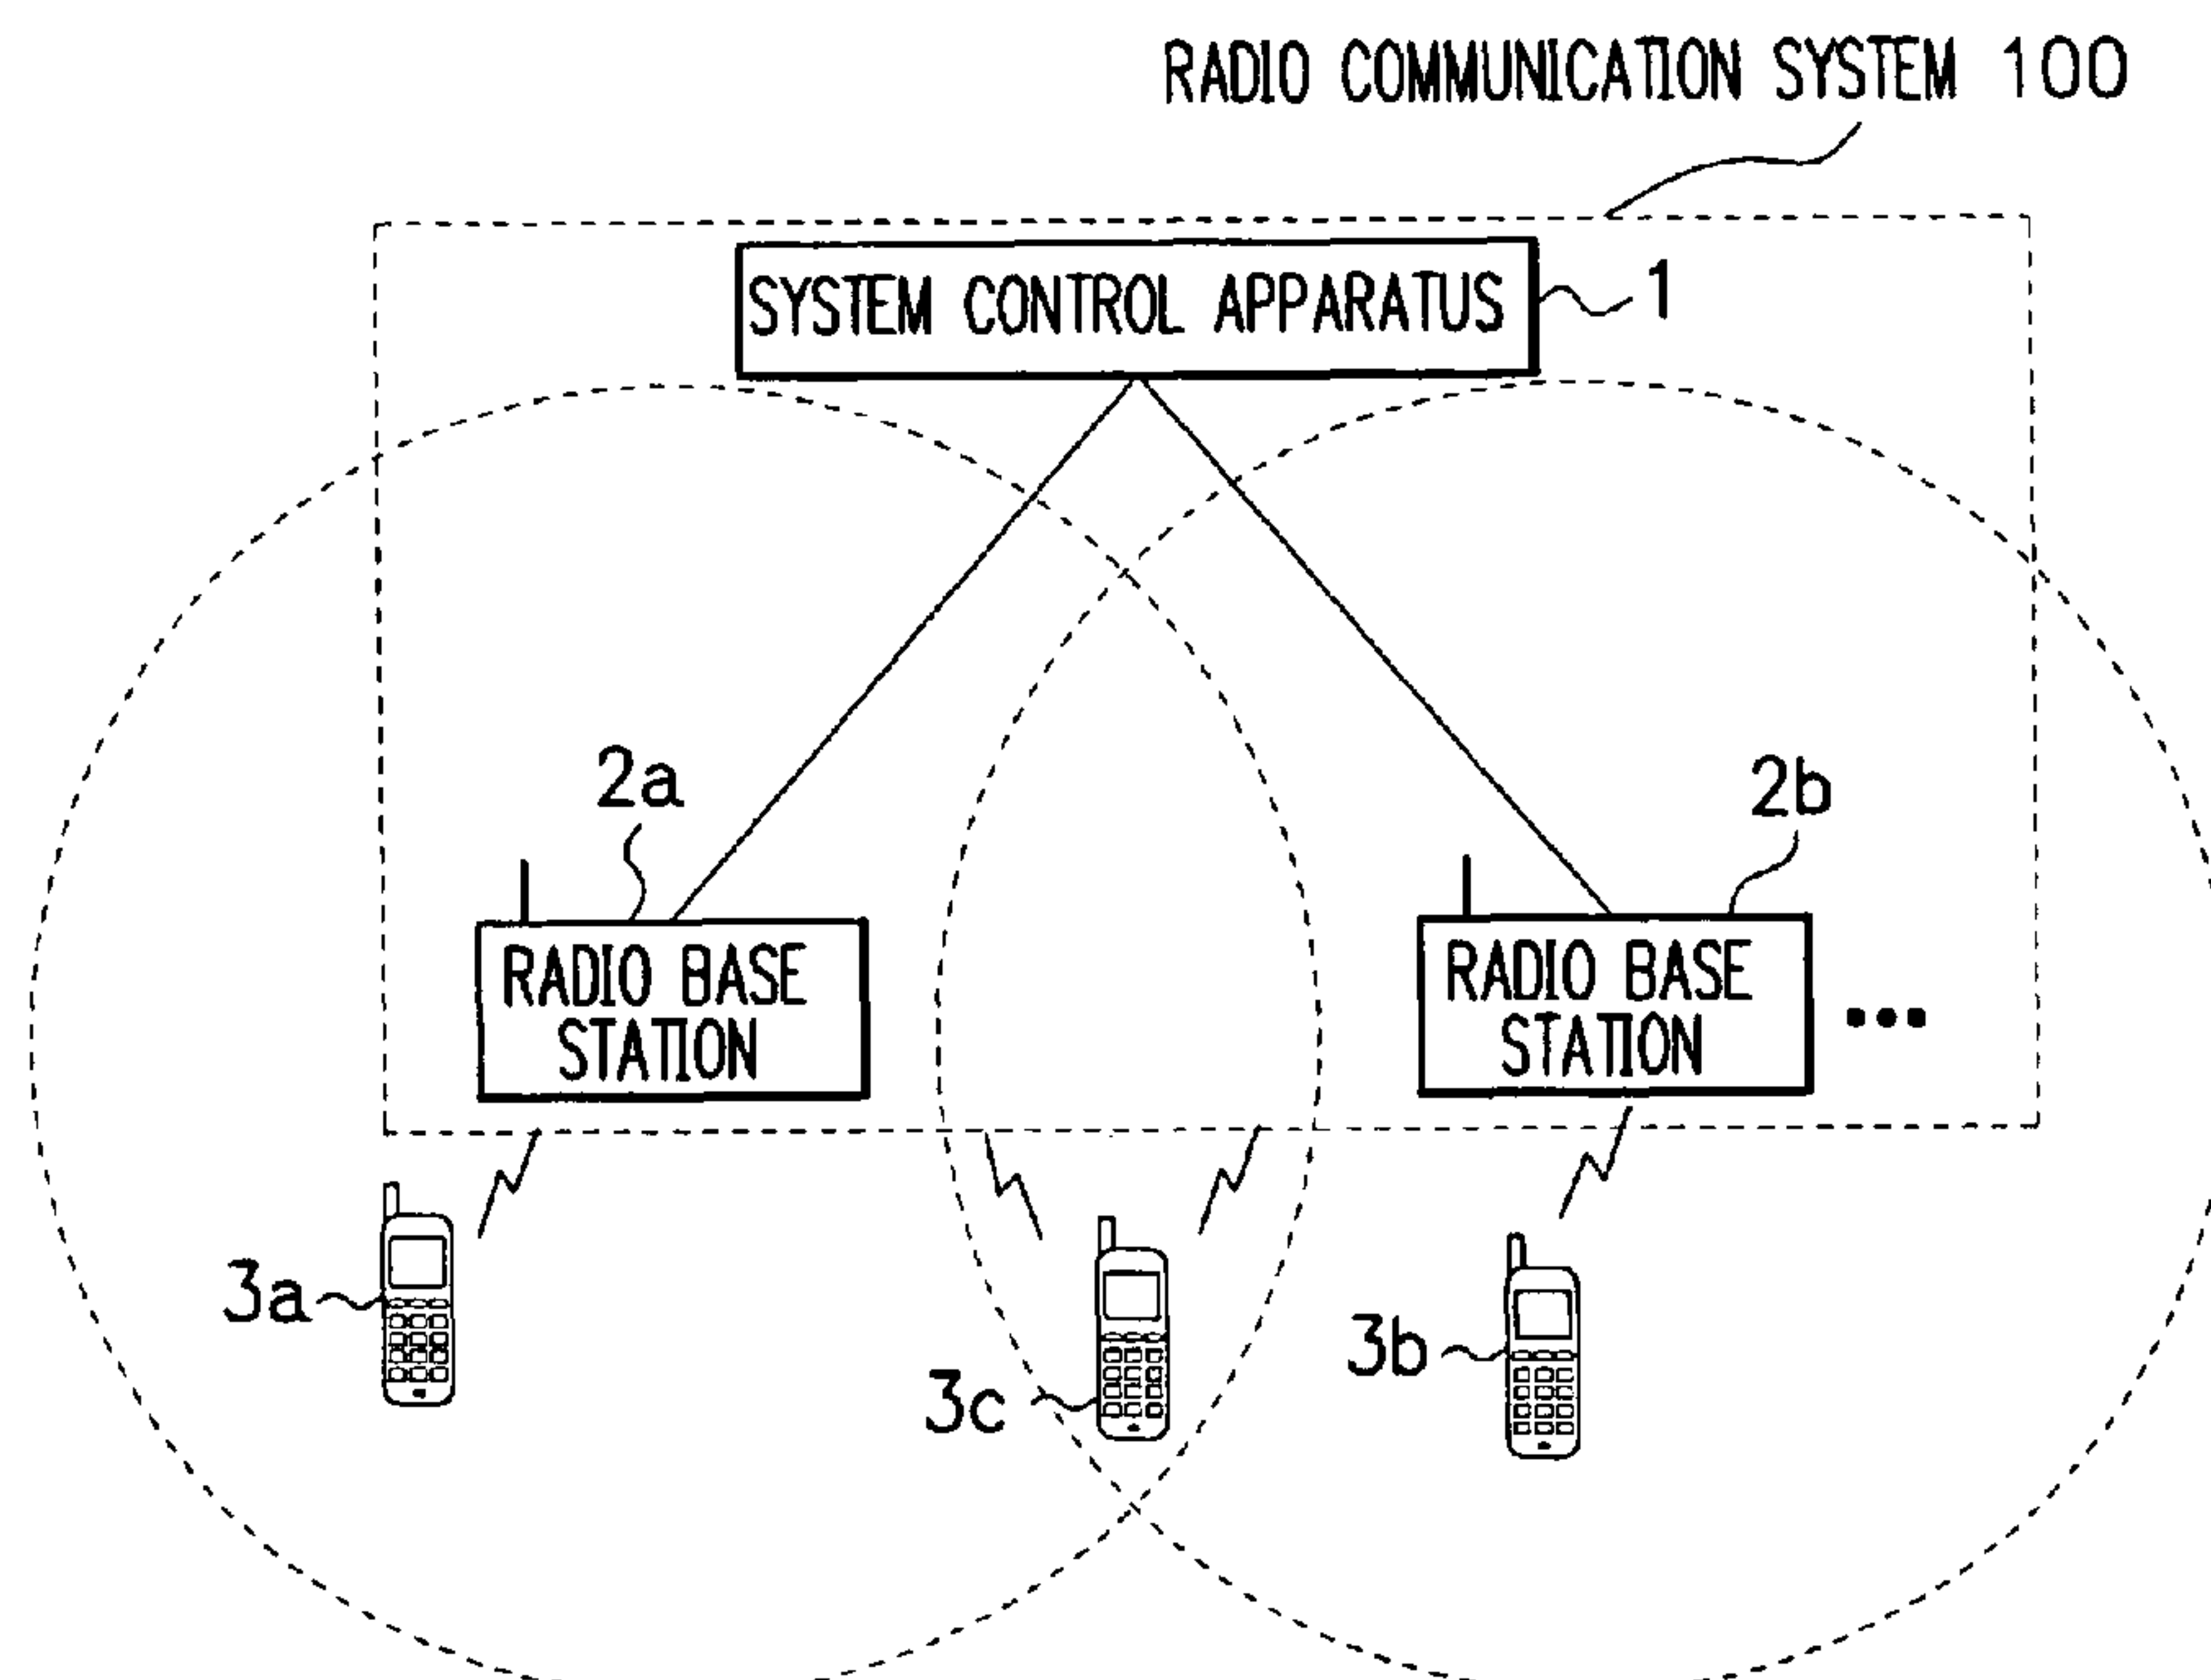 RADIO COMMUNICATION SYSTEM 100
SYSTEM CONTROL APPARATUS
1
2a
2b
RADIO BASE
STATION
RADIO BASE
STATION
3a
3c
3b